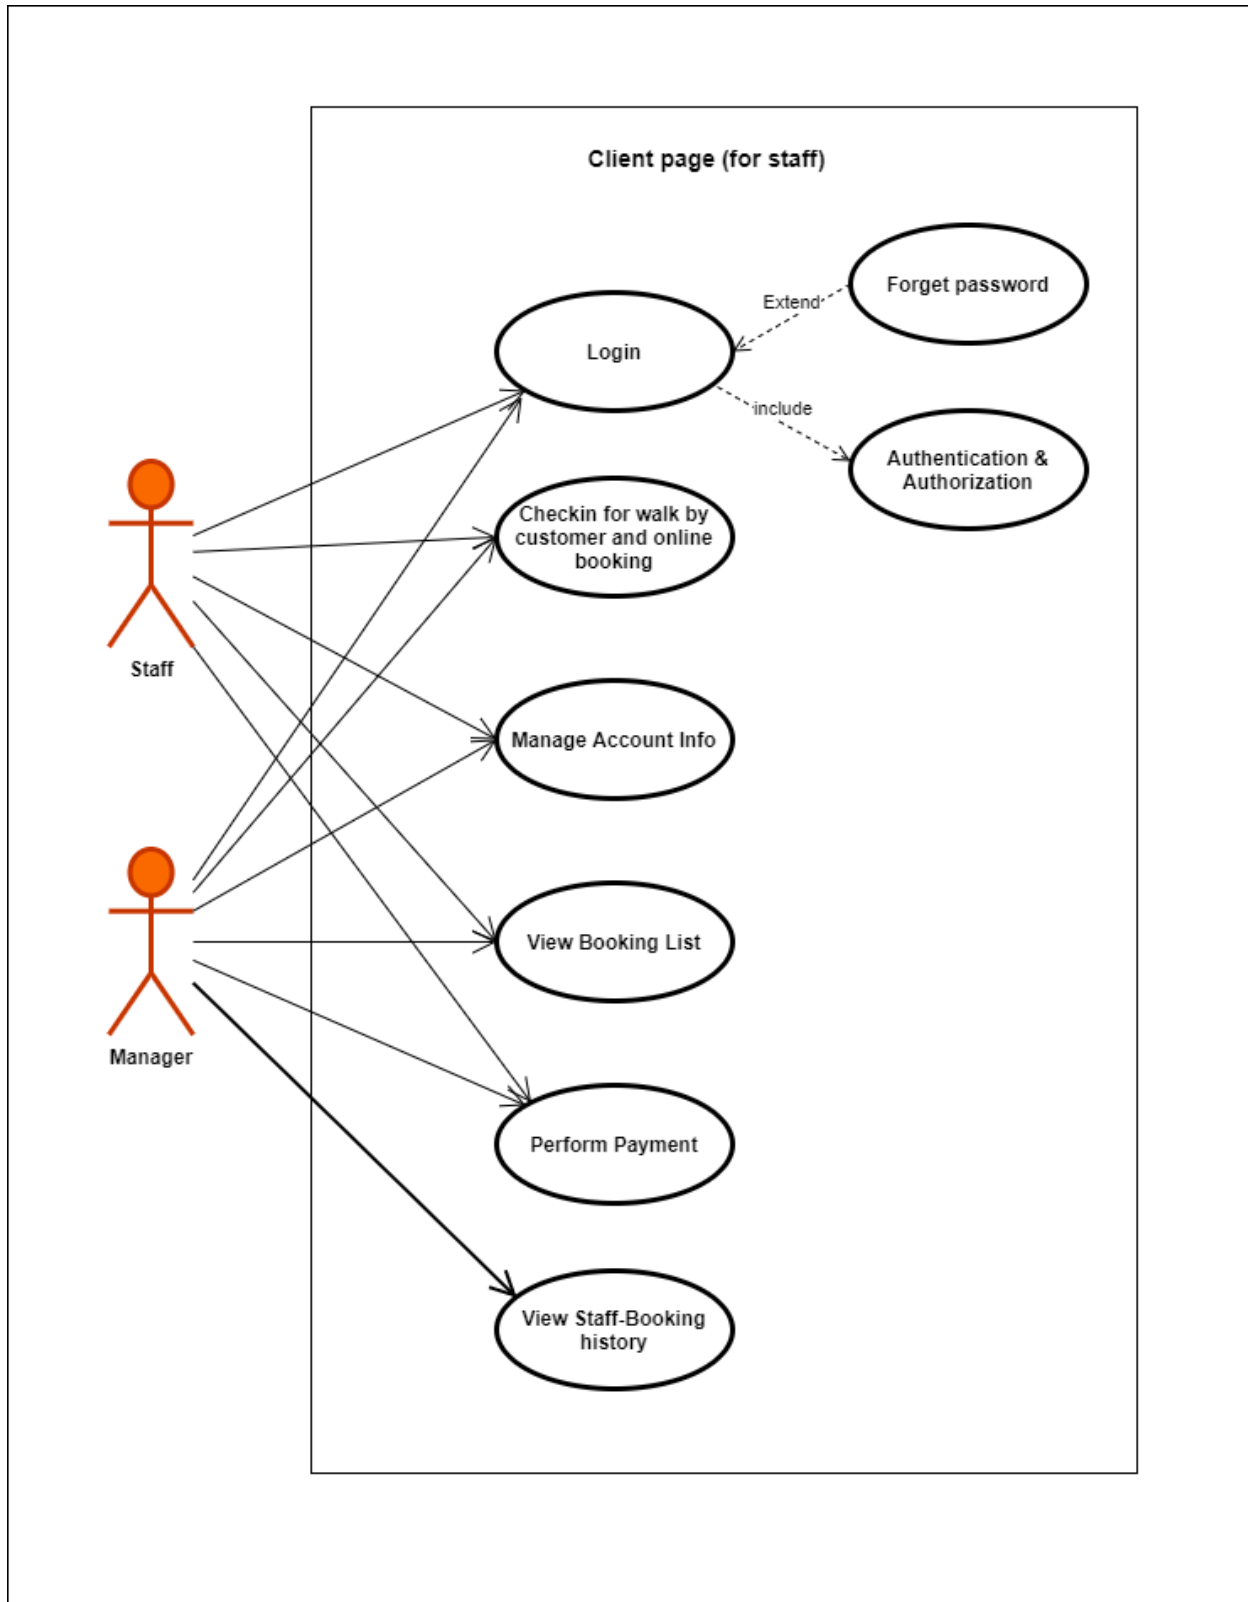 Client page (for staff)
Forget password
Extend
Login
include
Authentication &
Authorization
Checkin for walk by
customer and online
booking
Staff
Manage Account Info
View Booking List
Manager
Perform Payment
View Staff-Booking
history